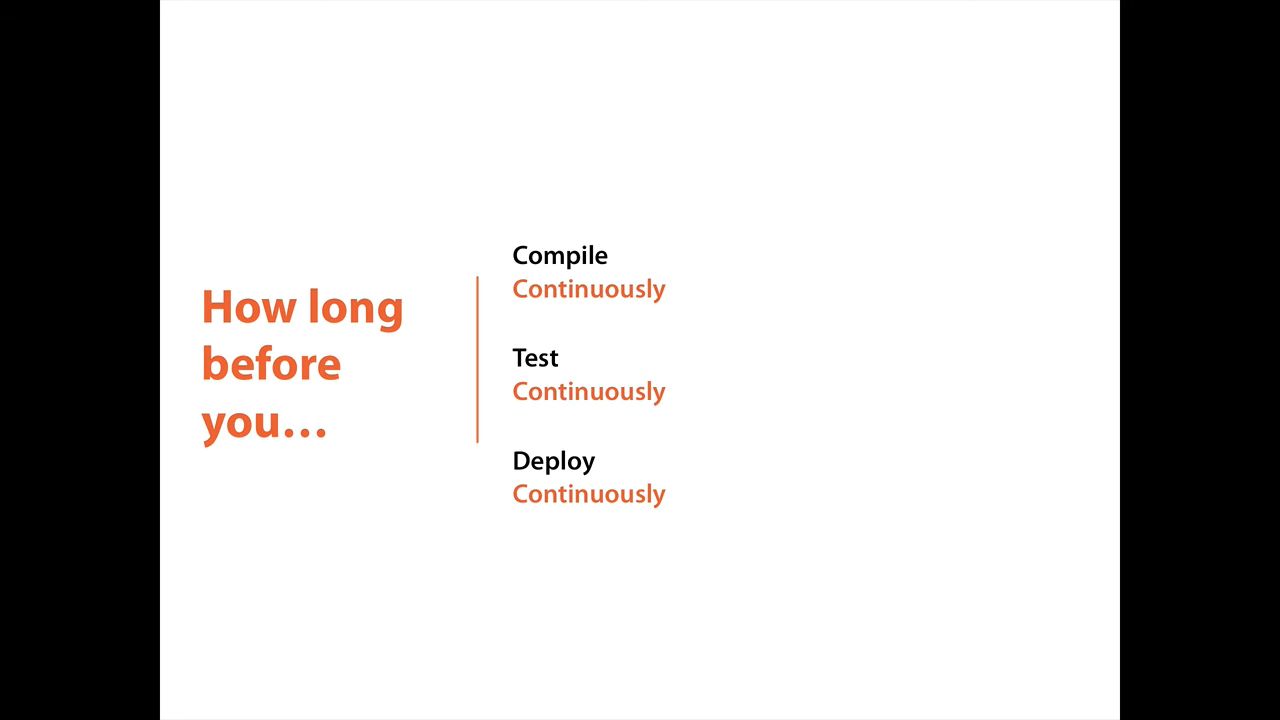 How long
before
you…
Compile
Continuously
Test
Continuously
Deploy
Continuously